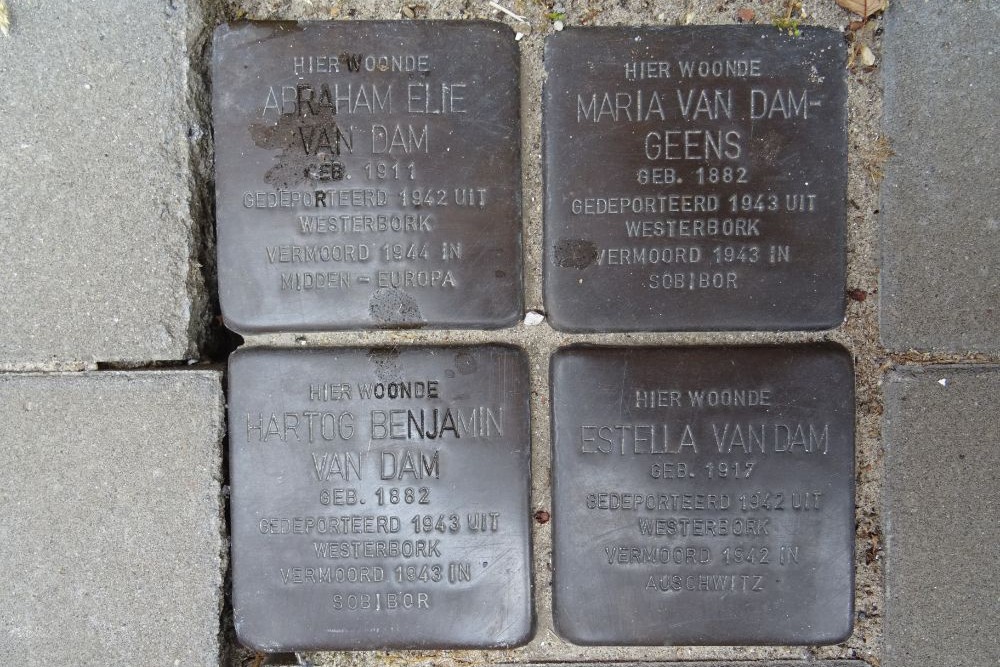 HIER WOONDE
ABRAHAM ELIE
VAN DAM
GEB. 1911
GEDEPORTEERD 1942 UIT
WESTERBORK
VERMOORD 1944 IN
MIDDEN - EUROPA
HIER WOONDE
MARIA VAN DAM-
GEENS
GEB. 1882
GEDEPORTEERD 1943 UIT
WESTERBORK
VERMOORD 1943 IN
SOBIBOR
HIER WOONDE
HARTOG BENJAMIN
VAN DAM
GEB. 1882
GEDEPORTEERD 1943 UIT
WESTERBORK
VERMOORD 1943 IN
SOBIBOR
HIER WOONDE
ESTELLA VAN DAM
GEB. 1917
GEDEPORTEERD 1942 UIT
WESTERBORK
VERMOORD 1942 IN
AUSCHWITZ